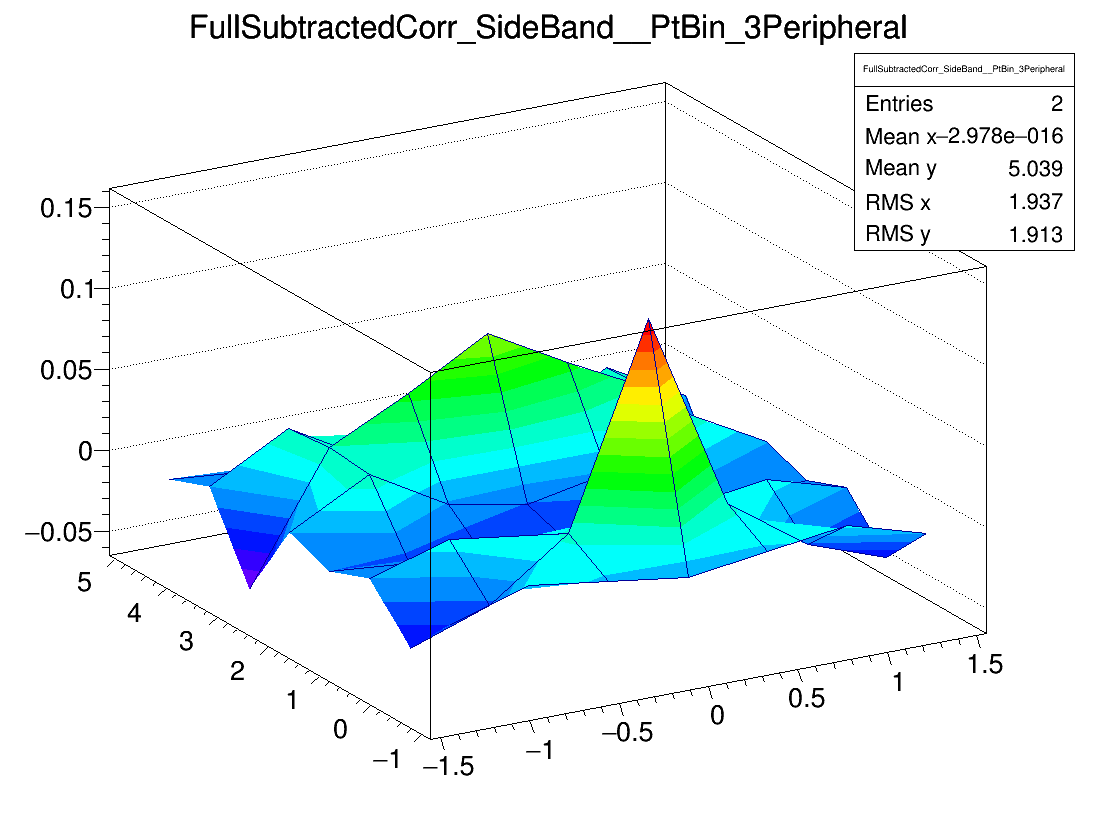 FullSubtractedCorr_SideBand__PtBin_3Peripheral
FullSubtractedCorr_SideBand__PtBin_3Peripheral
Entries 2
Mean x −2.978e−016
Mean y 5.039
RMS x 1.937
RMS y 1.913
0.15
0.1
0.05
0
−0.05
5
4
3
2
1
0
−1
−1.5
−1
−0.5
0
0.5
1
1.5